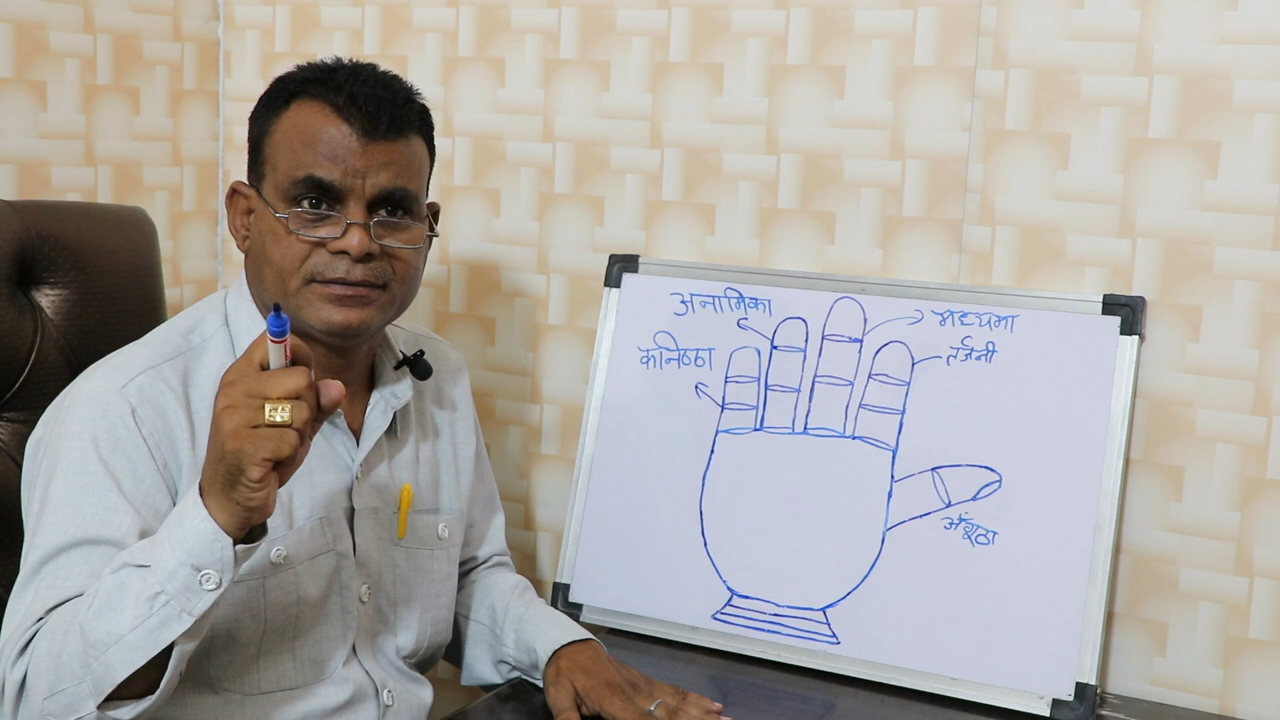 अनामिका
मध्यमा
कनिष्ठा
तर्जनी
अँगूठा